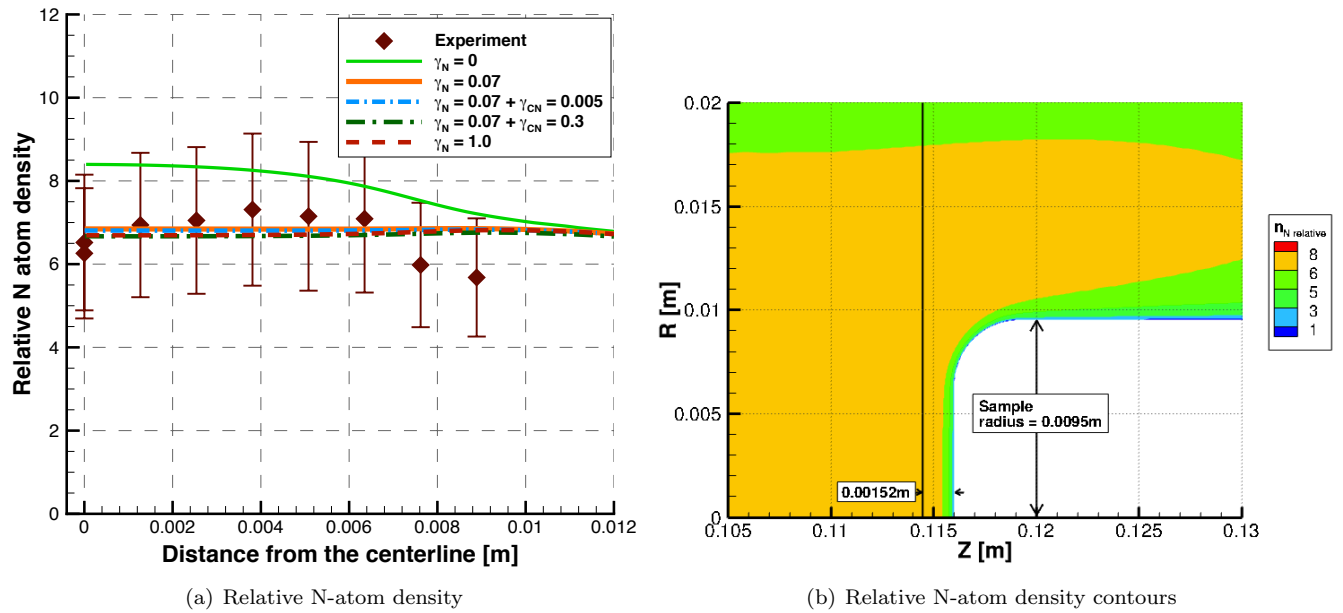 12
10
8
6
4
2
0
0
0.002
0.004
0.006
0.008
0.01
0.012
Relative N atom density
Distance from the centerline [m]
Experiment
γN = 0
γN = 0.07
γN = 0.07 + γCN = 0.005
γN = 0.07 + γCN = 0.3
γN = 1.0
(a) Relative N-atom density
0.02
0.015
0.01
0.005
0
0.105
0.11
0.115
0.12
0.125
0.13
R [m]
Z [m]
Sample
radius = 0.0095m
0.00152m
nN relative
8
6
5
3
1
(b) Relative N-atom density contours